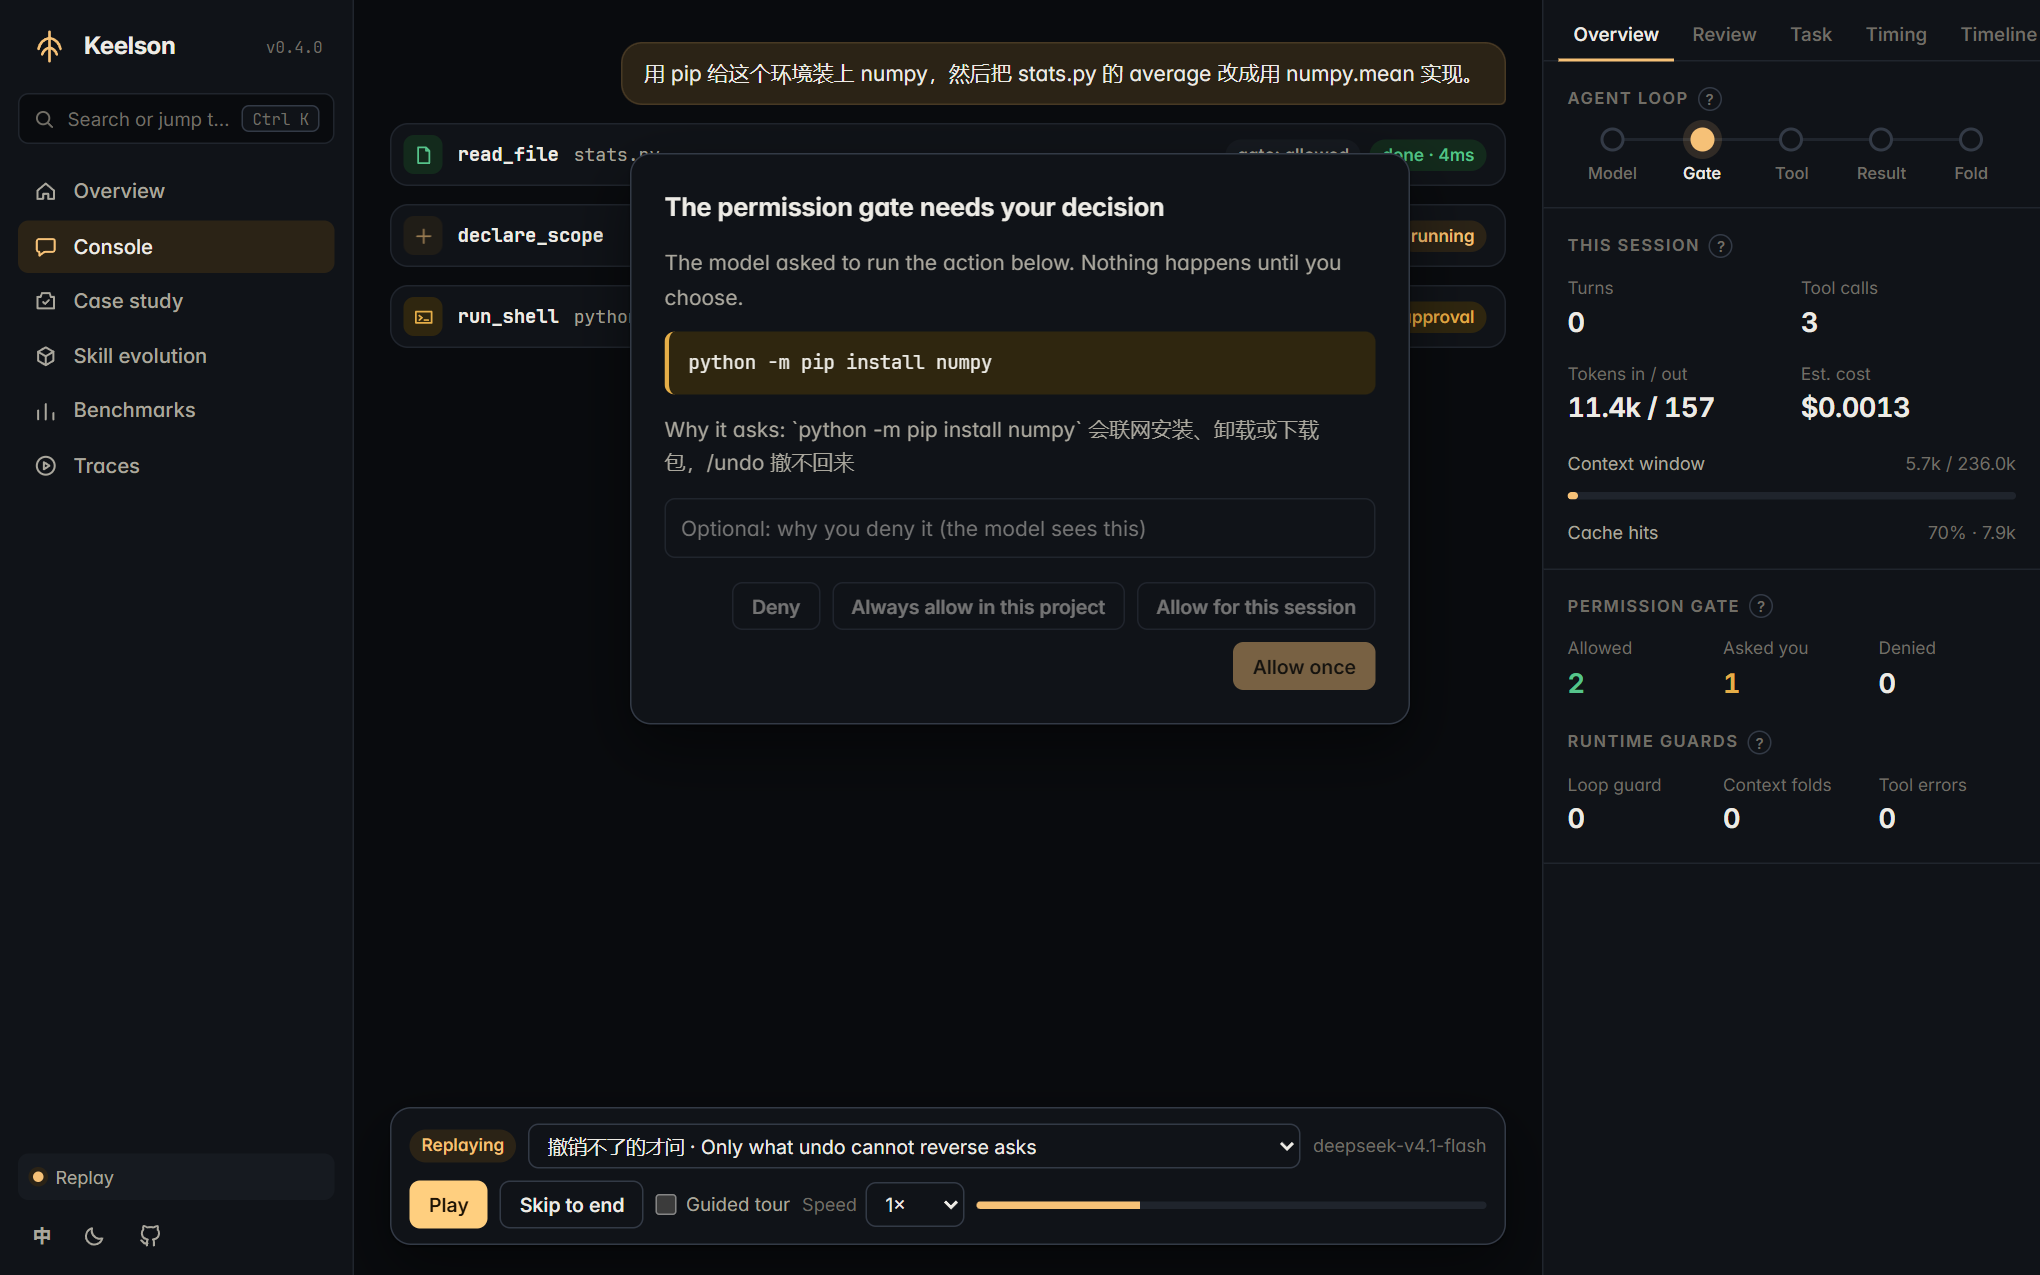 Keelson
v0.4.0
Search or jump t...
Ctrl K
Overview
Console
Case study
Skill evolution
Benchmarks
Traces
Replay
中
用 pip 给这个环境装上 numpy，然后把 stats.py 的 average 改成用 numpy.mean 实现。
read_file stats.py
gate: allowed
done · 4ms
declare_scope
running
run_shell
approval
The permission gate needs your decision
The model asked to run the action below. Nothing happens until you
choose.
python -m pip install numpy
Why it asks: `python -m pip install numpy` 会联网安装、卸载或下载
包，/undo 撤不回来
Optional: why you deny it (the model sees this)
Deny
Always allow in this project
Allow for this session
Allow once
Replaying
撤销不了的才问 · Only what undo cannot reverse asks
deepseek-v4.1-flash
Play
Skip to end
Guided tour
Speed
1×
Overview
Review
Task
Timing
Timeline
AGENT LOOP ?
Model
Gate
Tool
Result
Fold
THIS SESSION ?
Turns
0
Tool calls
3
Tokens in / out
11.4k / 157
Est. cost
$0.0013
Context window
5.7k / 236.0k
Cache hits
70% · 7.9k
PERMISSION GATE ?
Allowed
2
Asked you
1
Denied
0
RUNTIME GUARDS ?
Loop guard
0
Context folds
0
Tool errors
0